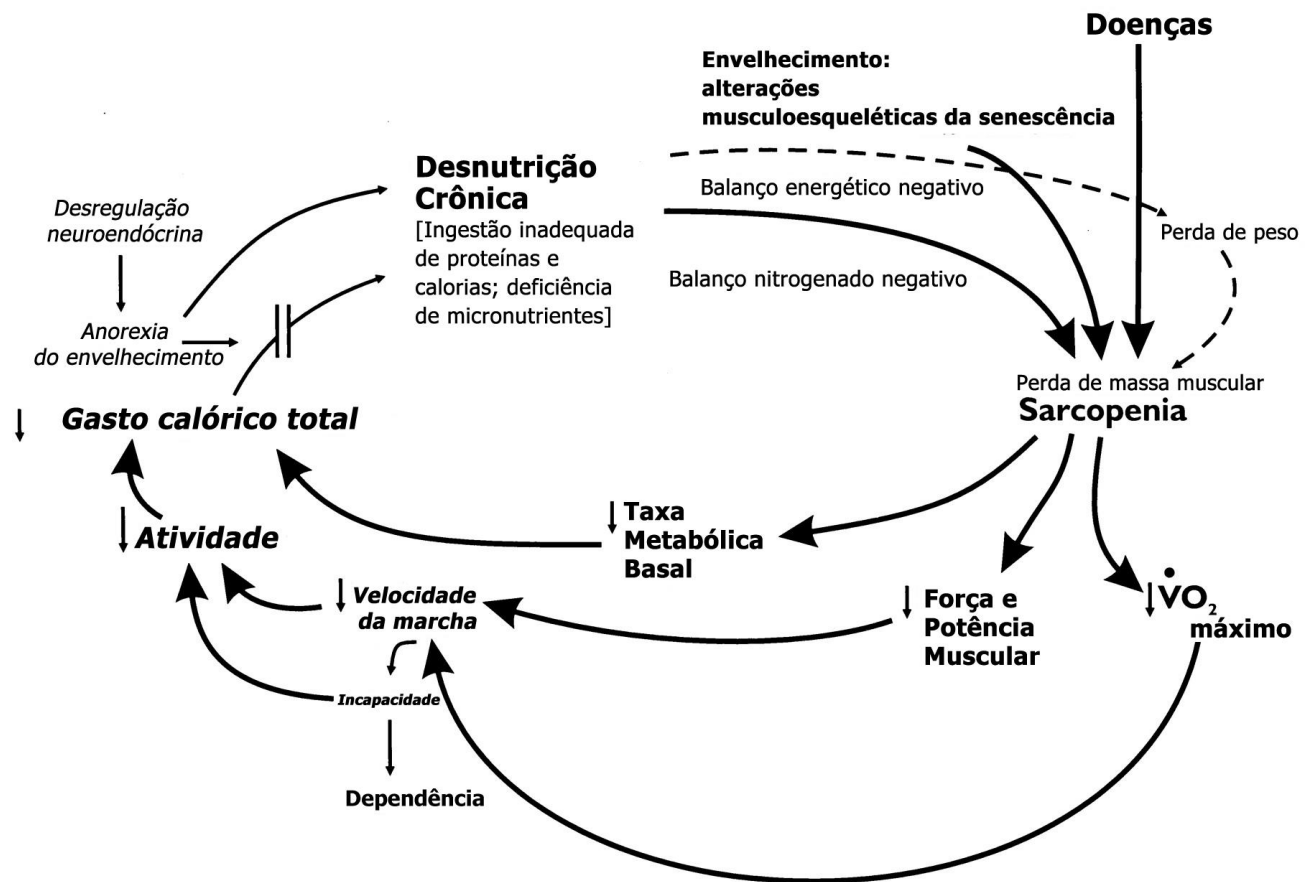 Doenças
Envelhecimento:
alterações
musculoesqueléticas da senescência
Desnutrição
Crônica
[Ingestão inadequada
de proteínas e
calorias; deficiência
de micronutrientes]
Balanço energético negativo
Desregulação
neuroendócrina
Perda de peso
Balanço nitrogenado negativo
Anorexia
do envelhecimento
Perda de massa muscular
Sarcopenia
Gasto calórico total
Atividade
Taxa
Metabólica
Basal
Velocidade
da marcha
Força e
Potência
Muscular
V̇O₂
máximo
Incapacidade
Dependência